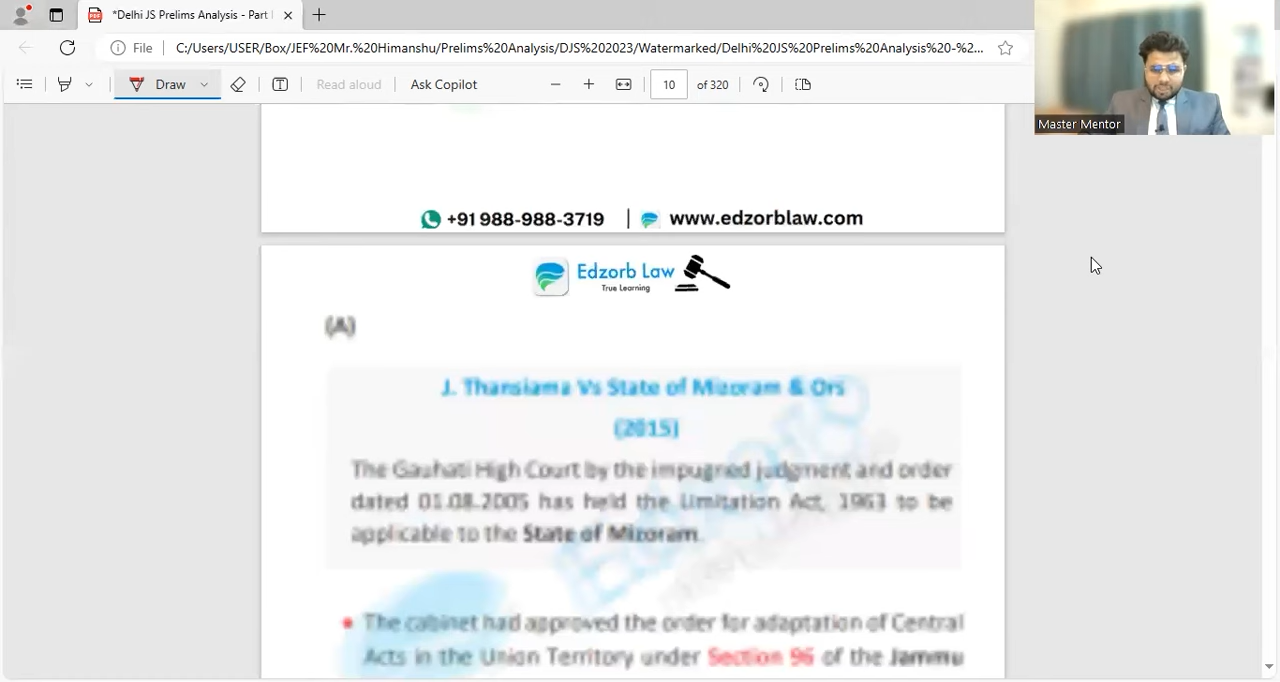 *Delhi JS Prelims Analysis - Part
File
C:/Users/USER/Box/JEF%20Mr.%20Himanshu/Prelims%20Analysis/DJS%202023/Watermarked/Delhi%20JS%20Prelims%20Analysis%20-%2...
Draw
Read aloud
Ask Copilot
10
of 320
Master Mentor
+91 988-988-3719 | www.edzorblaw.com
Edzorb Law
True Learning
(A)
J. Thansiama Vs State of Mizoram & Ors
(2015)
The Gauhati High Court by the impugned judgment and order
dated 01.08.2005 has held the Limitation Act, 1963 to be
applicable to the State of Mizoram.
The cabinet had approved the order for adaptation of Central
Acts in the Union Territory under Section 96 of the Jammu